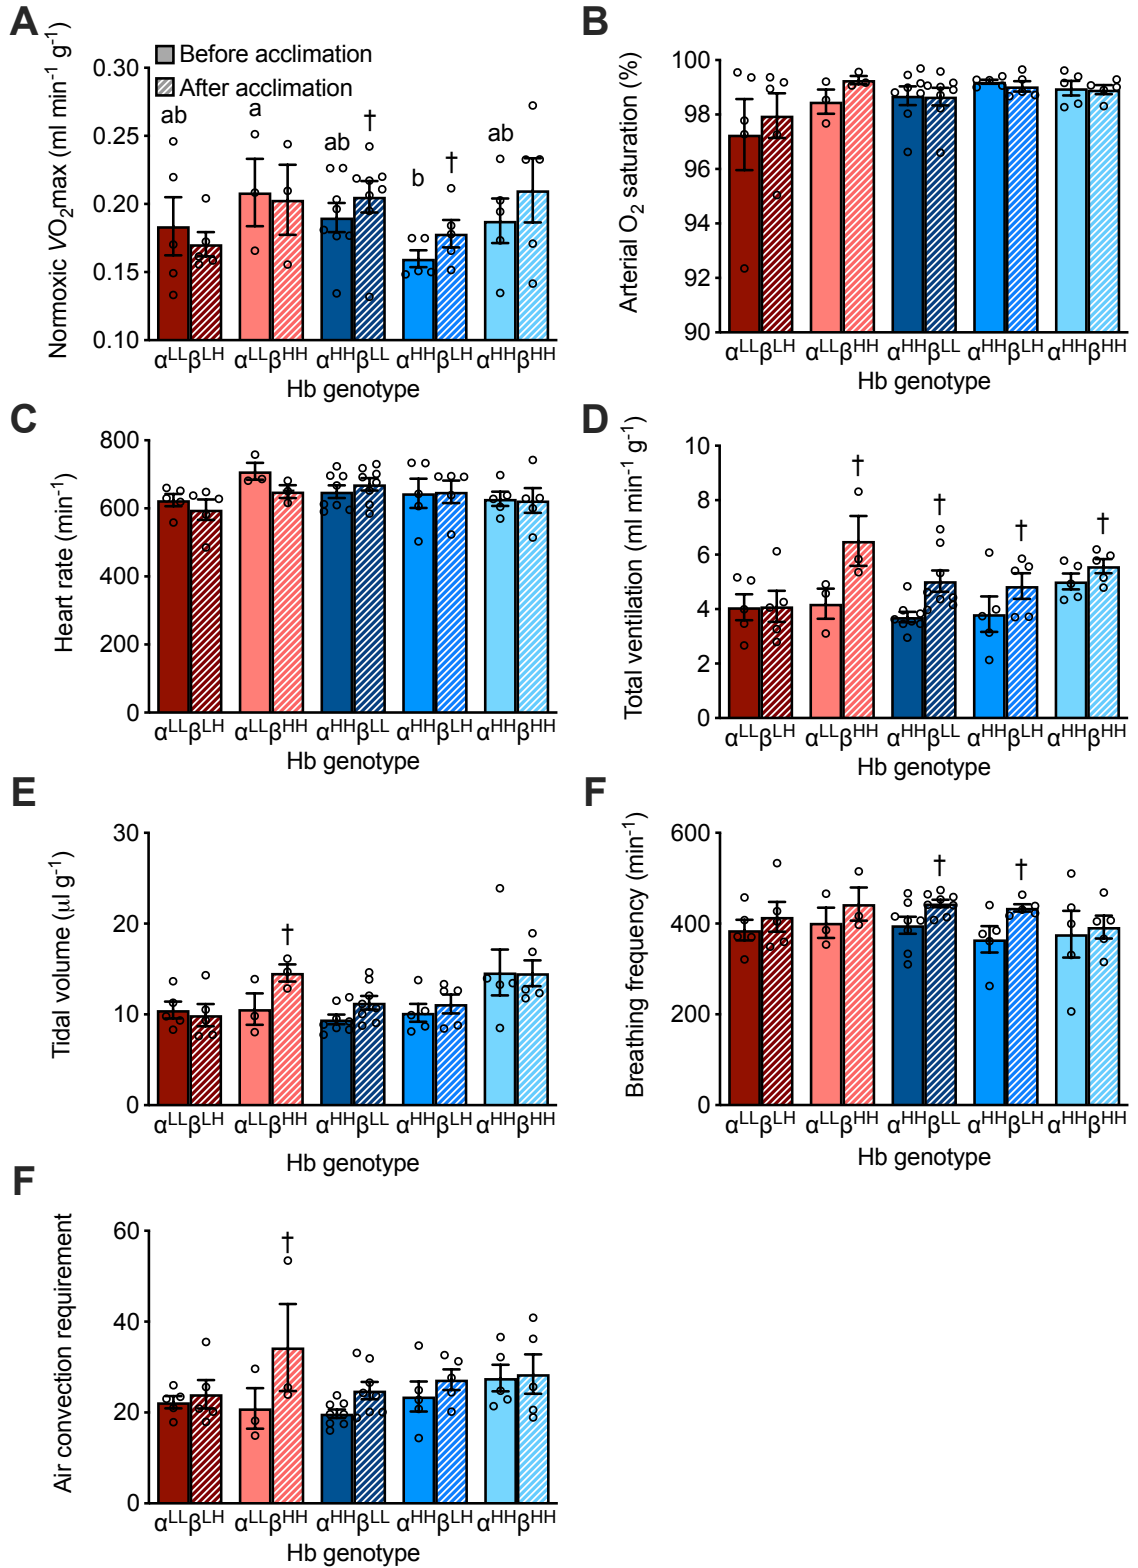 A
Normoxic VO2max (ml min⁻¹ g⁻¹)
Before acclimation
After acclimation
0.30
0.25
0.20
0.15
0.10
ab
a
ab
†
b
†
ab
αLLβLH αLLβHH αHHβLL αHHβLH αHHβHH
Hb genotype
B
Arterial O2 saturation (%)
100
98
96
94
92
90
αLLβLH αLLβHH αHHβLL αHHβLH αHHβHH
Hb genotype
C
Heart rate (min⁻¹)
800
600
400
200
0
αLLβLH αLLβHH αHHβLL αHHβLH αHHβHH
Hb genotype
D
Total ventilation (ml min⁻¹ g⁻¹)
10
8
6
4
2
0
† † † †
αLLβLH αLLβHH αHHβLL αHHβLH αHHβHH
Hb genotype
E
Tidal volume (μl g⁻¹)
30
20
10
0
†
αLLβLH αLLβHH αHHβLL αHHβLH αHHβHH
Hb genotype
F
Breathing frequency (min⁻¹)
600
400
200
0
† †
αLLβLH αLLβHH αHHβLL αHHβLH αHHβHH
Hb genotype
F
Air convection requirement
60
40
20
0
†
αLLβLH αLLβHH αHHβLL αHHβLH αHHβHH
Hb genotype